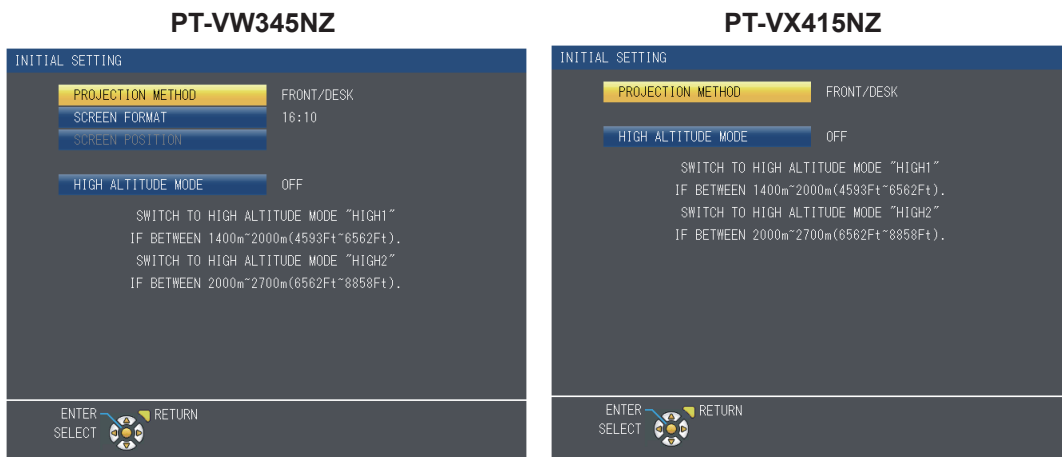 PT-VW345NZ
INITIAL SETTING
PROJECTION METHOD FRONT/DESK
SCREEN FORMAT 16:10
SCREEN POSITION
HIGH ALTITUDE MODE OFF
SWITCH TO HIGH ALTITUDE MODE "HIGH1"
IF BETWEEN 1400m~2000m(4593Ft~6562Ft).
SWITCH TO HIGH ALTITUDE MODE "HIGH2"
IF BETWEEN 2000m~2700m(6562Ft~8858Ft).
ENTER RETURN
SELECT
PT-VX415NZ
INITIAL SETTING
PROJECTION METHOD FRONT/DESK
HIGH ALTITUDE MODE OFF
SWITCH TO HIGH ALTITUDE MODE "HIGH1"
IF BETWEEN 1400m~2000m(4593Ft~6562Ft).
SWITCH TO HIGH ALTITUDE MODE "HIGH2"
IF BETWEEN 2000m~2700m(6562Ft~8858Ft).
ENTER RETURN
SELECT